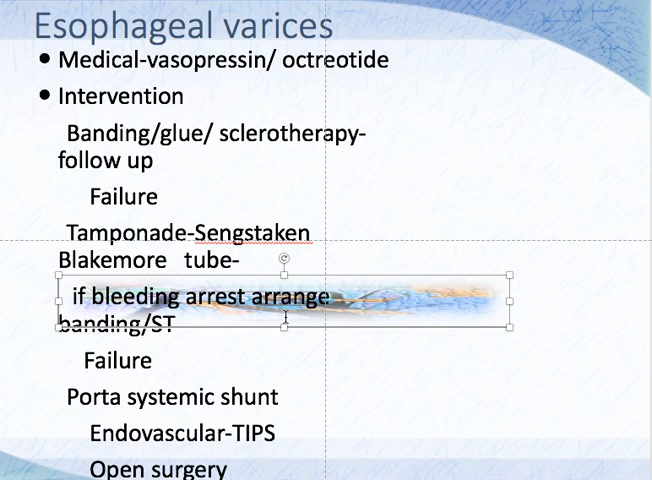 Esophageal varices
• Medical-vasopressin/ octreotide
• Intervention
Banding/glue/ sclerotherapy-
follow up
Failure
Tamponade-Sengstaken
Blakemore tube-
if bleeding arrest arrange
banding/ST
Failure
Porta systemic shunt
Endovascular-TIPS
Open surgery